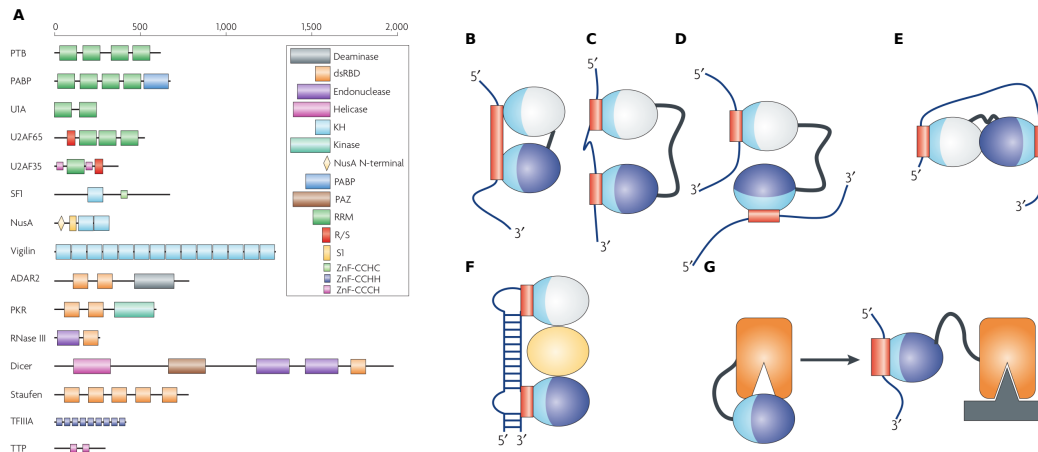 A
0 500 1,000 1,500 2,000
PTB
PABP
U1A
U2AF65
U2AF35
SF1
NusA
Vigilin
ADAR2
PKR
RNase III
Dicer
Staufen
TFIIIA
TTP
Deaminase
dsRBD
Endonuclease
Helicase
KH
Kinase
NusA N-terminal
PABP
PAZ
RRM
R/S
S1
ZnF-CCHC
ZnF-CCHH
ZnF-CCCH
B
5′
3′
C
5′
3′
D
5′
3′
3′
5′
E
5′
3′
F
5′ 3′
G
5′
3′